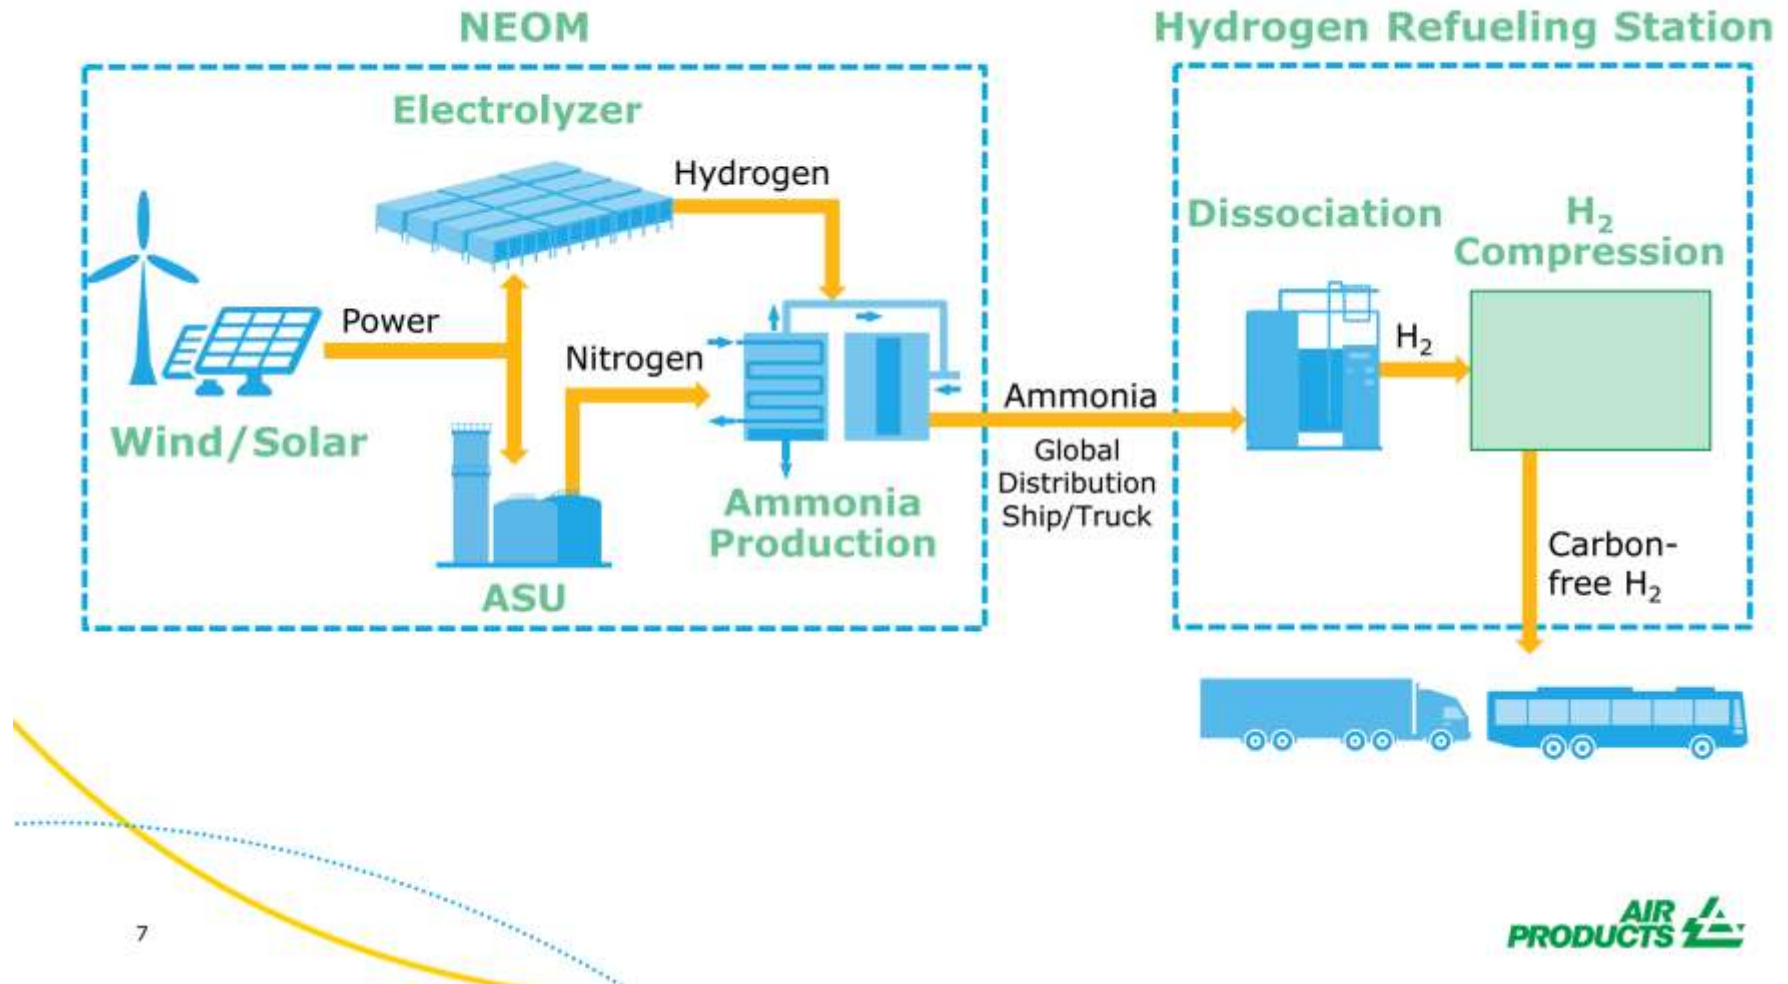 NEOM
Hydrogen Refueling Station
Electrolyzer
Hydrogen
Power
Nitrogen
Wind/Solar
ASU
Ammonia
Production
Ammonia
Global
Distribution
Ship/Truck
Dissociation
H₂
Compression
H₂
Carbon-
free H₂
7
AIR
PRODUCTS